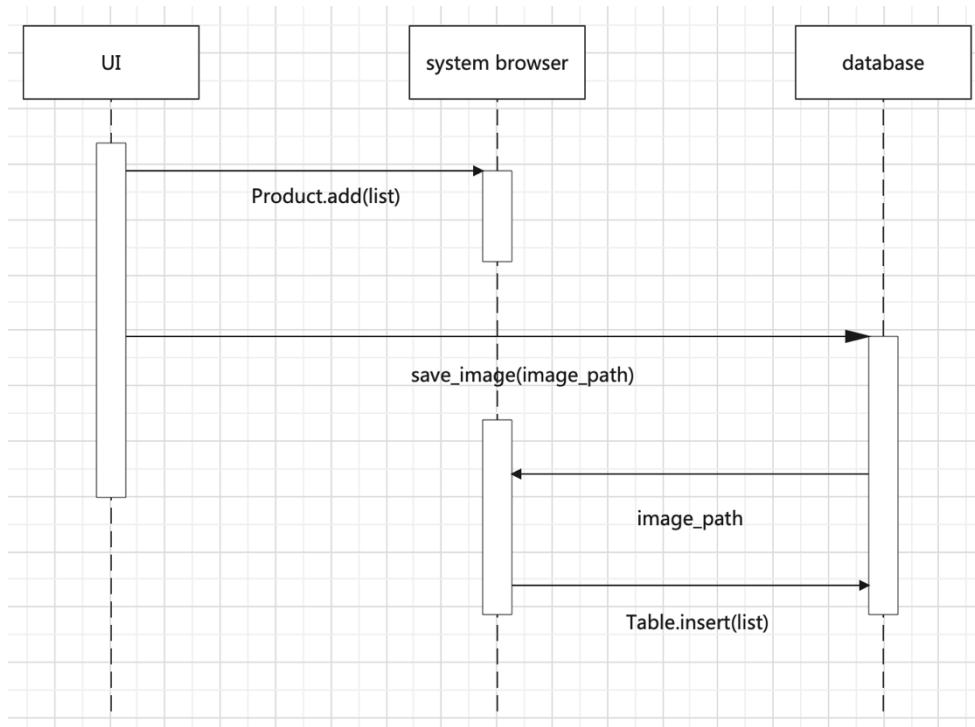 UI
system browser
database
Product.add(list)
save_image(image_path)
image_path
Table.insert(list)